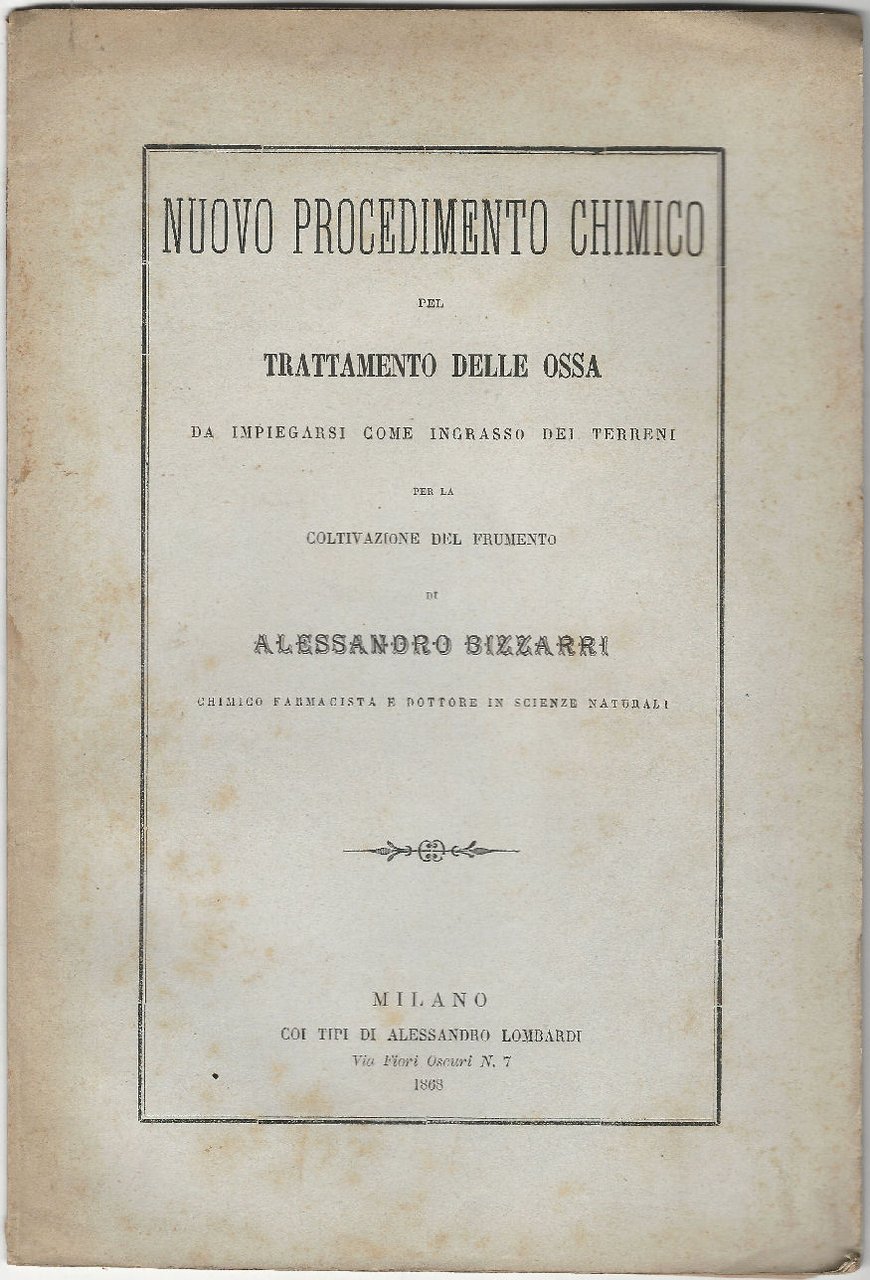 NUOVO PROCEDIMENTO CHIMICO
PEL
TRATTAMENTO DELLE OSSA
DA IMPIEGARSI COME INGRASSO DEI TERRENI
PER LA
COLTIVAZIONE DEL FRUMENTO
DI
ALESSANDRO BIZZARRI
CHIMICO FARMACISTA E DOTTORE IN SCIENZE NATURALI
MILANO
COI TIPI DI ALESSANDRO LOMBARDI
Via Fiori Oscuri N. 7
1868